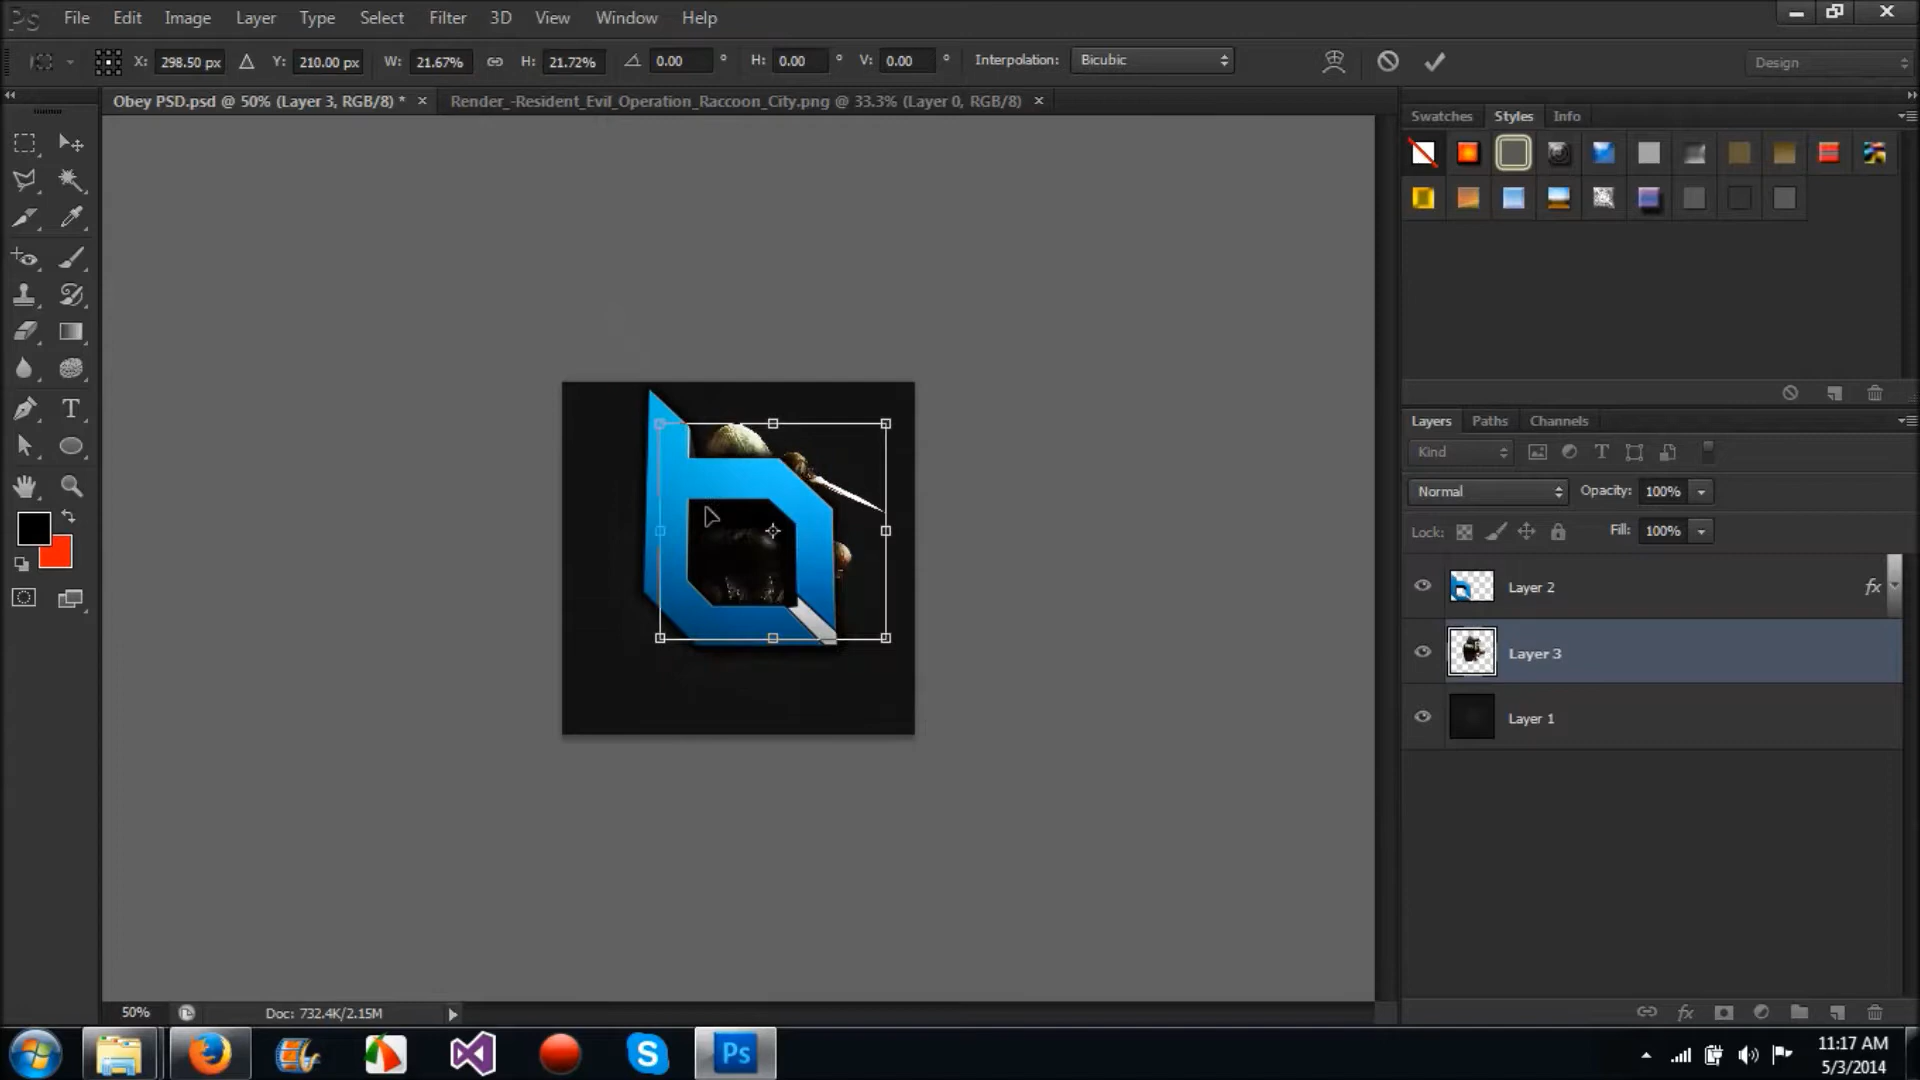 Ps File Edit Image Layer Type Select Filter 3D View Window Help
X: 298.50 px Y: 210.00 px W: 21.67% H: 21.72% 0.00 ° H: 0.00 ° V: 0.00 ° Interpolation: Bicubic Design
Obey PSD.psd @ 50% (Layer 3, RGB/8) * × Render_-Resident_Evil_Operation_Raccoon_City.png @ 33.3% (Layer 0, RGB/8) ×
Swatches Styles Info
Layers Paths Channels
Kind
Normal Opacity: 100%
Lock: Fill: 100%
Layer 2 fx
Layer 3
Layer 1
fx
50% Doc: 732.4K/2.15M
Ps
11:17 AM
5/3/2014